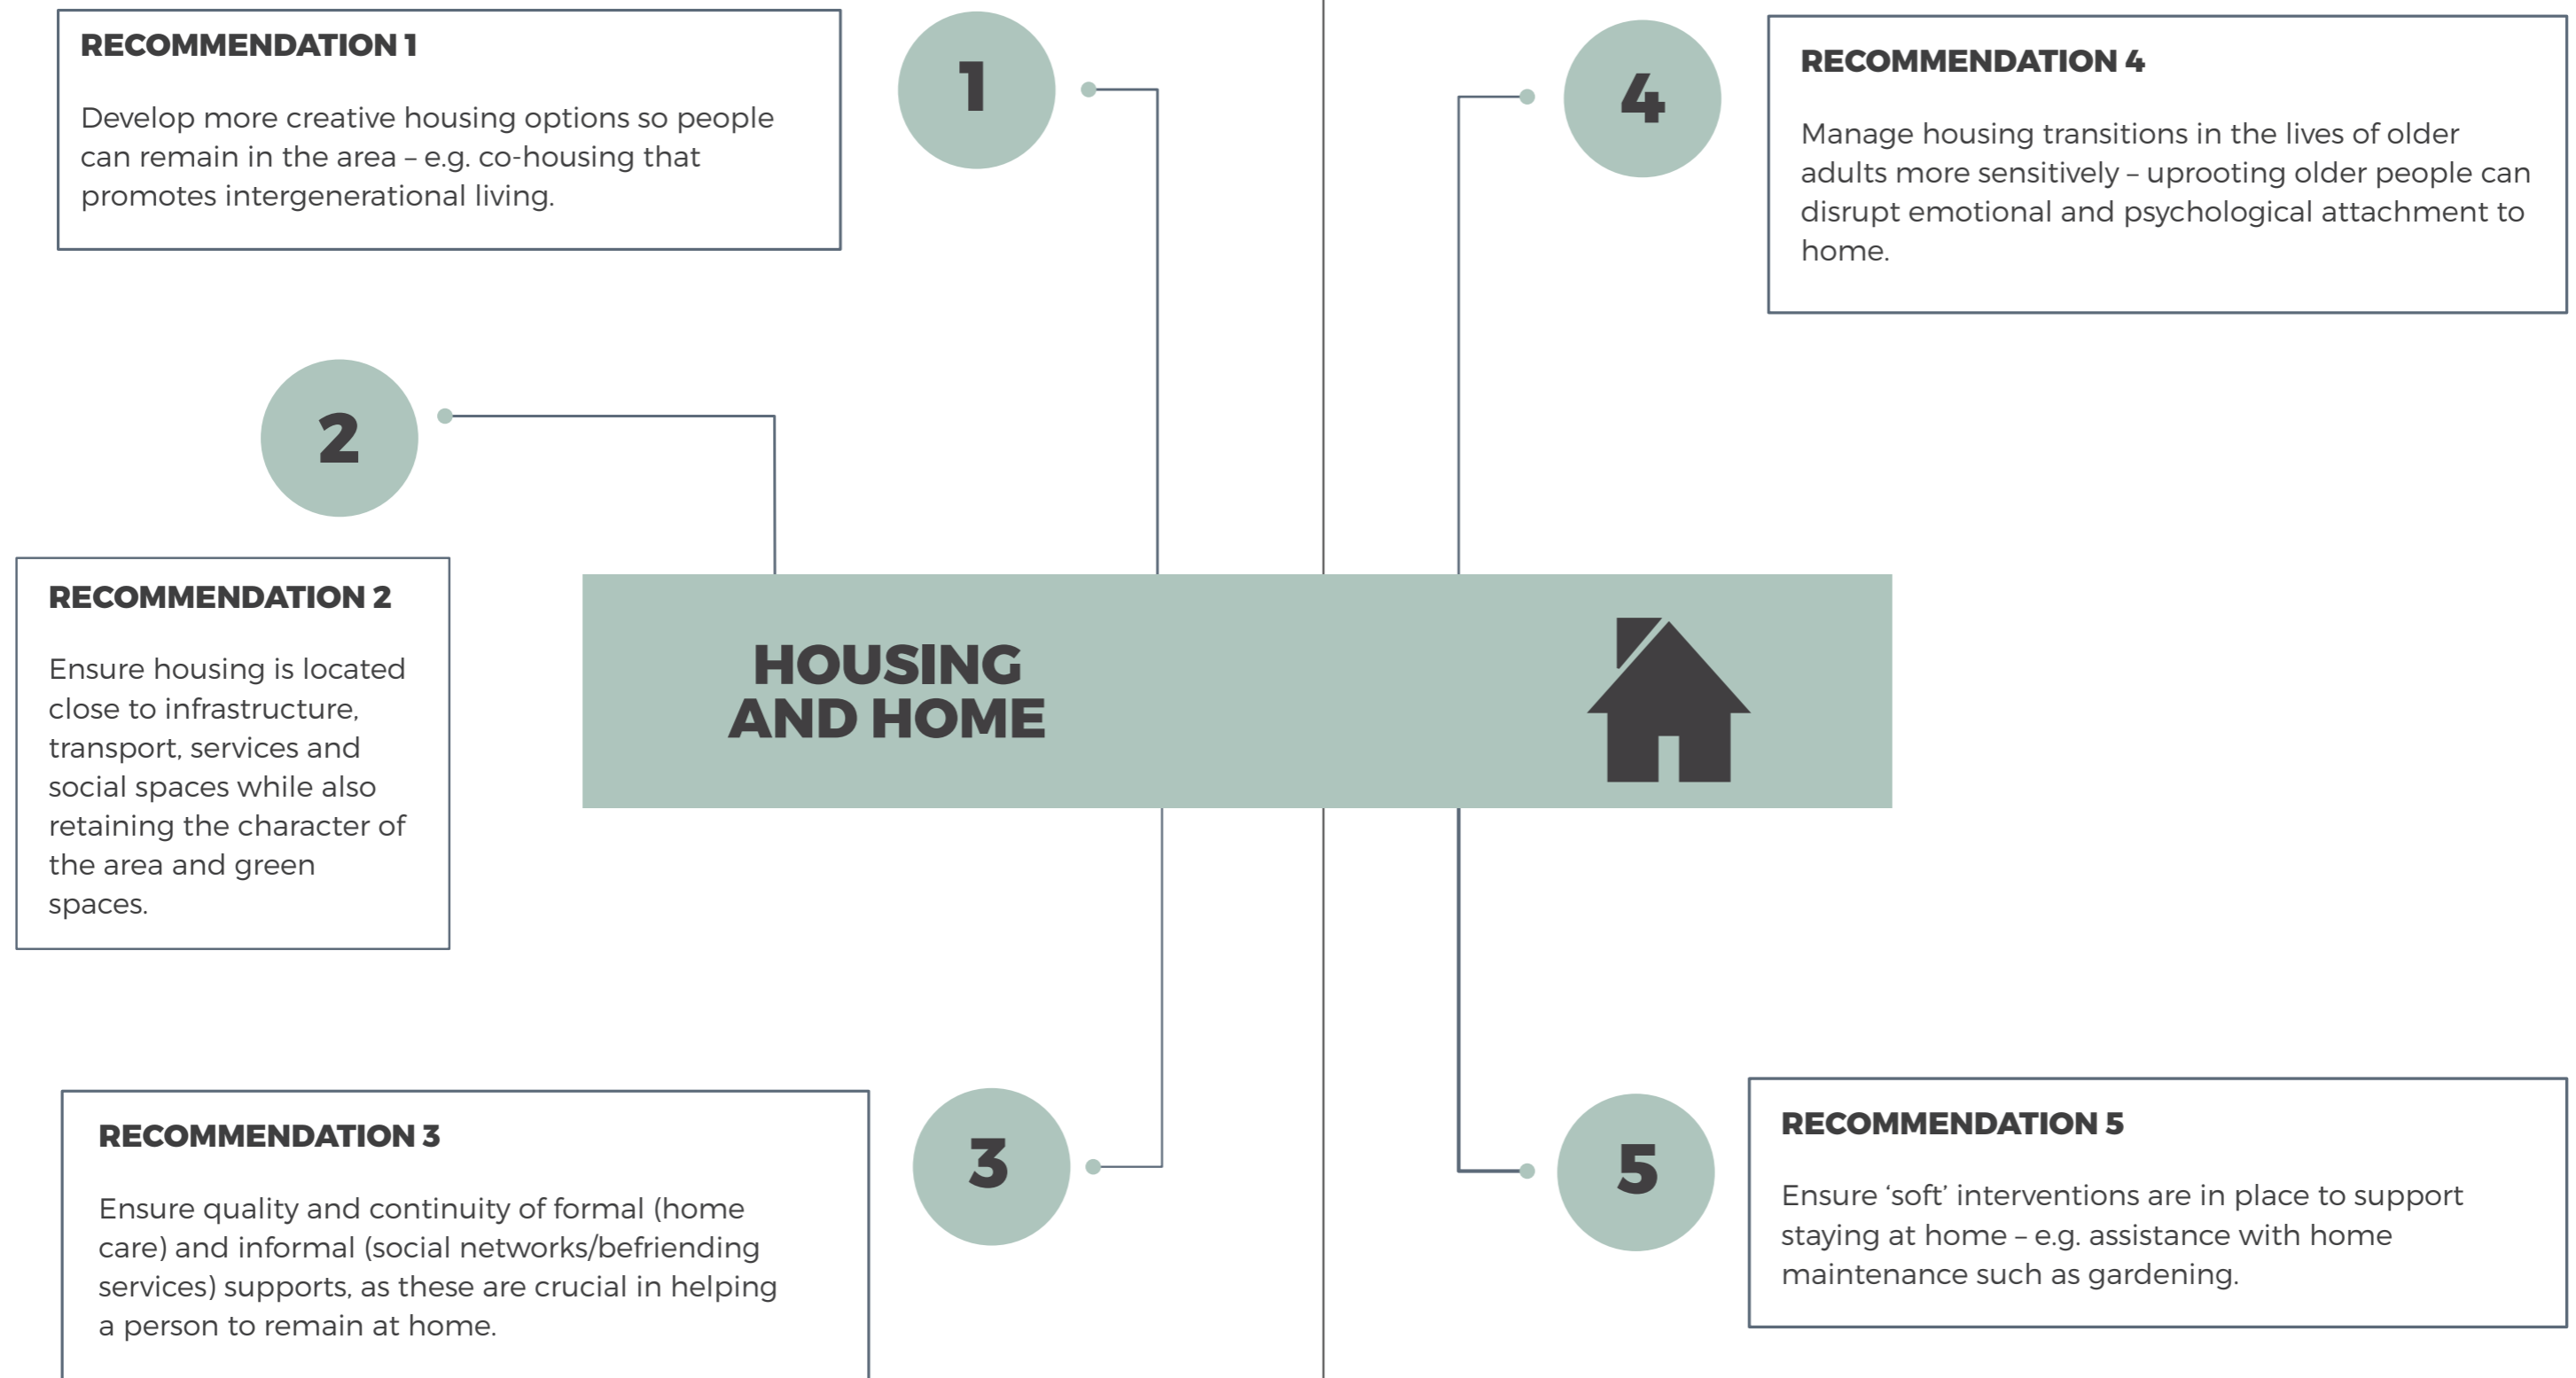 RECOMMENDATION 1
Develop more creative housing options so people
can remain in the area – e.g. co-housing that
promotes intergenerational living.
1
2
RECOMMENDATION 2
Ensure housing is located
close to infrastructure,
transport, services and
social spaces while also
retaining the character of
the area and green
spaces.
HOUSING
AND HOME
RECOMMENDATION 3
Ensure quality and continuity of formal (home
care) and informal (social networks/befriending
services) supports, as these are crucial in helping
a person to remain at home.
3
4
RECOMMENDATION 4
Manage housing transitions in the lives of older
adults more sensitively – uprooting older people can
disrupt emotional and psychological attachment to
home.
5
RECOMMENDATION 5
Ensure ‘soft’ interventions are in place to support
staying at home – e.g. assistance with home
maintenance such as gardening.